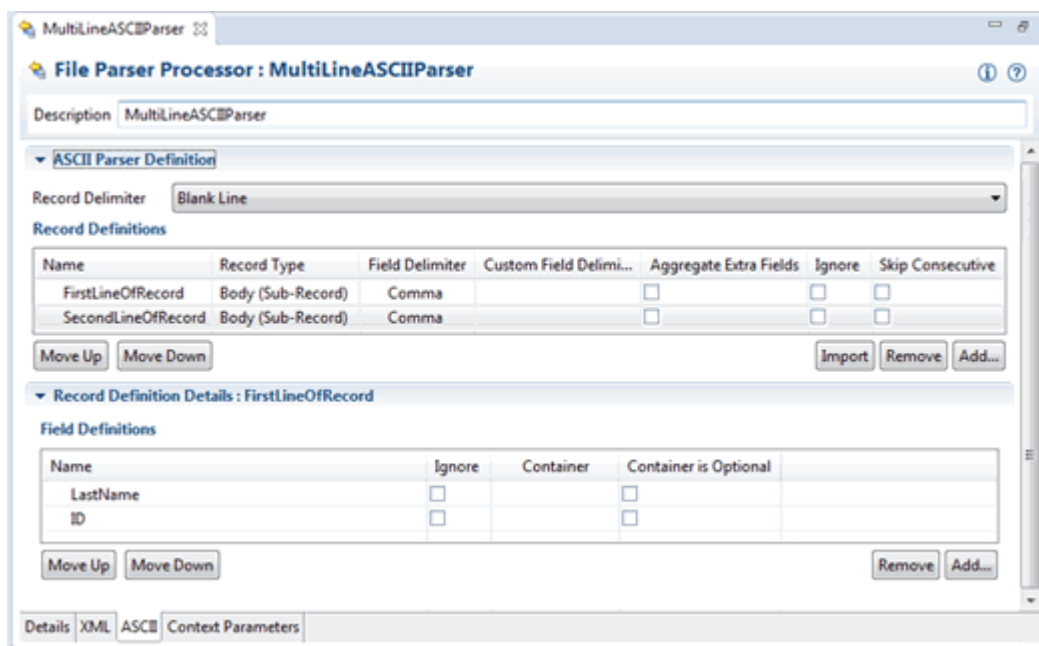 MultiLineASCIIParser
File Parser Processor : MultiLineASCIIParser
Description MultiLineASCIIParser
ASCII Parser Definition
Record Delimiter Blank Line
Record Definitions
Name Record Type Field Delimiter Custom Field Delimi... Aggregate Extra Fields Ignore Skip Consecutive
FirstLineOfRecord Body (Sub-Record) Comma
SecondLineOfRecord Body (Sub-Record) Comma
Move Up Move Down Import Remove Add...
Record Definition Details : FirstLineOfRecord
Field Definitions
Name Ignore Container Container is Optional
LastName
ID
Move Up Move Down Remove Add...
Details XML ASCII Context Parameters